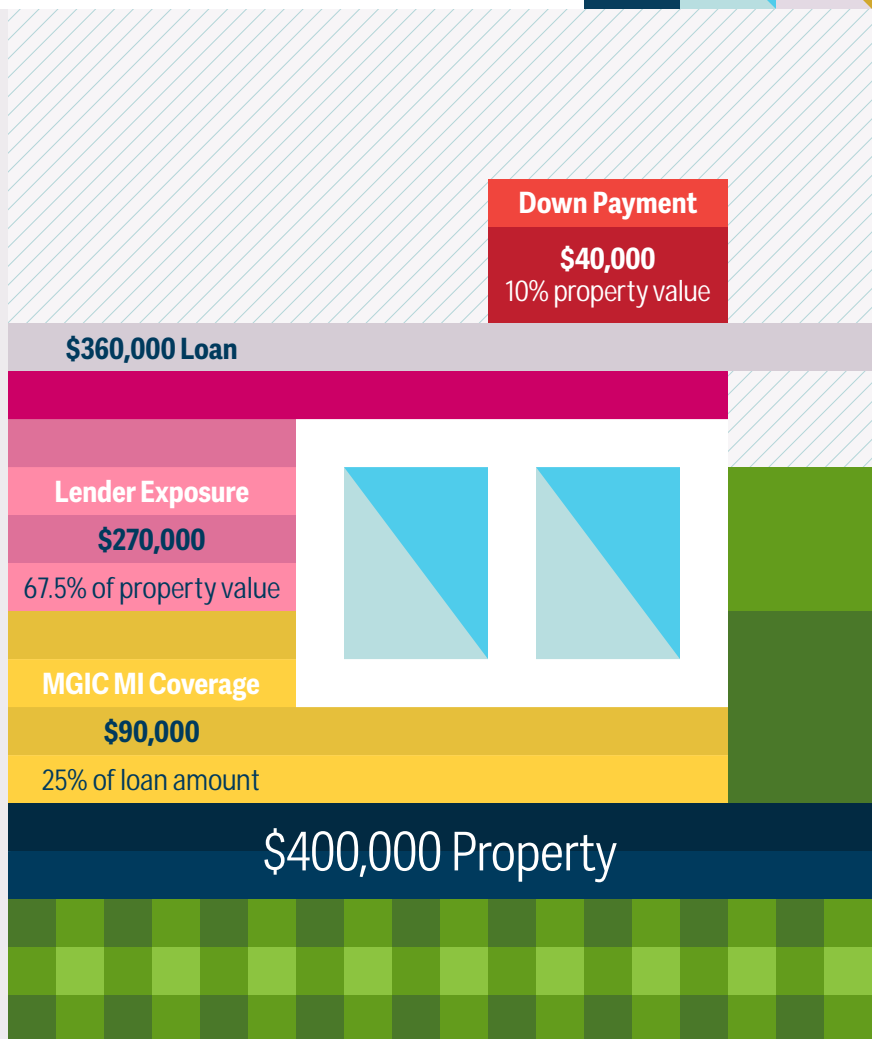 Down Payment
$40,000
10% property value
$360,000 Loan
Lender Exposure
$270,000
67.5% of property value
MGIC MI Coverage
$90,000
25% of loan amount
$400,000 Property